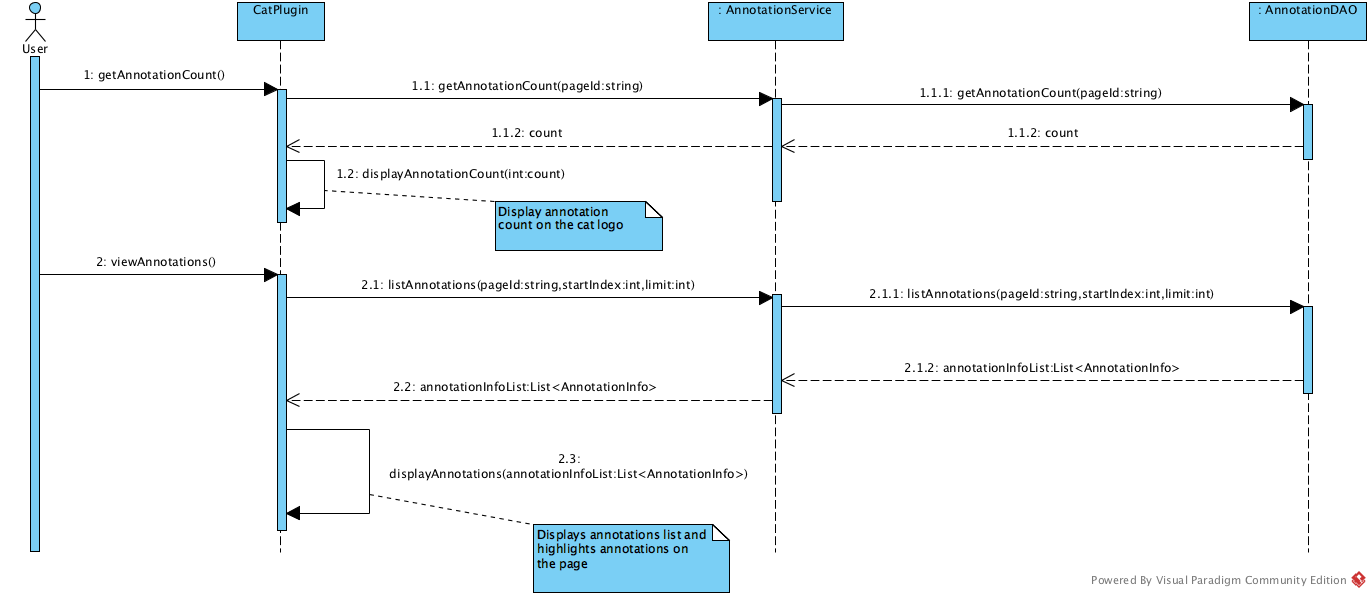 CatPlugin
: AnnotationService
: AnnotationDAO
User
1: getAnnotationCount()
1.1: getAnnotationCount(pageId:string)
1.1.1: getAnnotationCount(pageId:string)
1.1.2: count
1.1.2: count
1.2: displayAnnotationCount(int:count)
Display annotation
count on the cat logo
2: viewAnnotations()
2.1: listAnnotations(pageId:string,startIndex:int,limit:int)
2.1.1: listAnnotations(pageId:string,startIndex:int,limit:int)
2.1.2: annotationInfoList:List<AnnotationInfo>
2.2: annotationInfoList:List<AnnotationInfo>
2.3:
displayAnnotations(annotationInfoList:List<AnnotationInfo>)
Displays annotations list and
highlights annotations on
the page
Powered By Visual Paradigm Community Edition